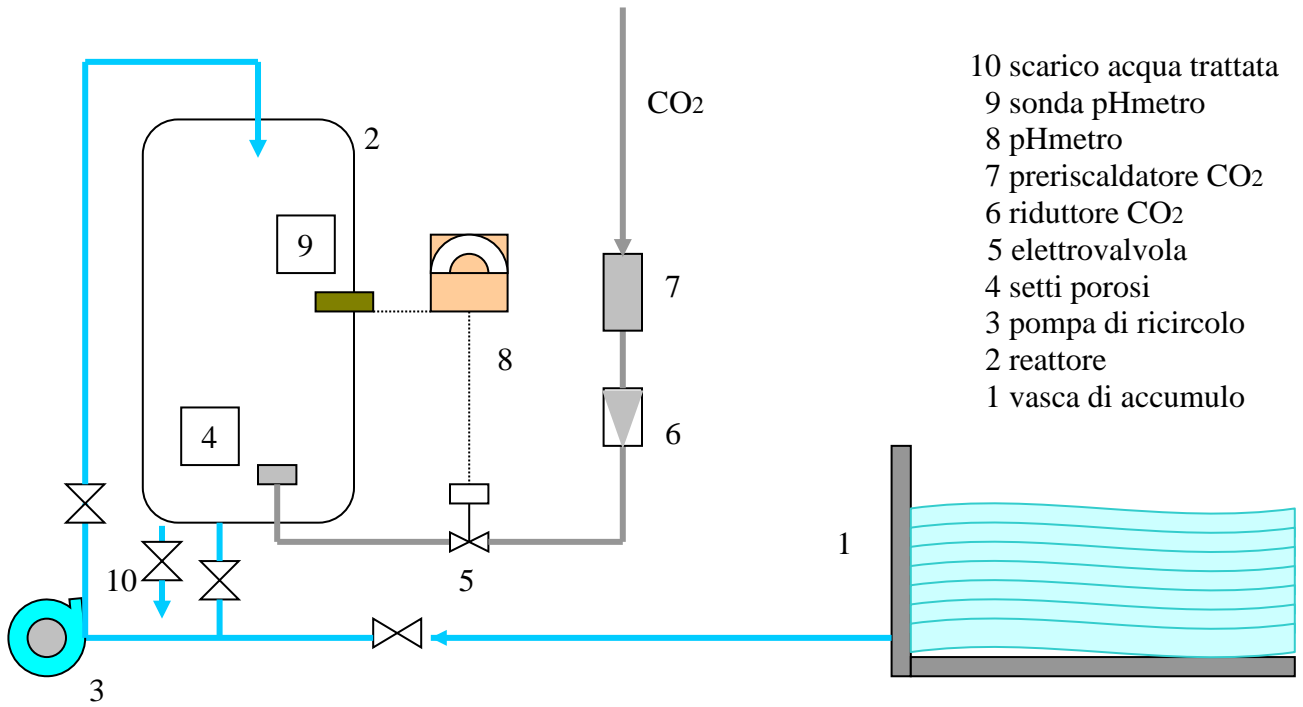 CO2
10 scarico acqua trattata
9 sonda pHmetro
8 pHmetro
7 preriscaldatore CO2
6 riduttore CO2
5 elettrovalvola
4 setti porosi
3 pompa di ricircolo
2 reattore
1 vasca di accumulo
2
9
7
8
6
4
1
10
5
3